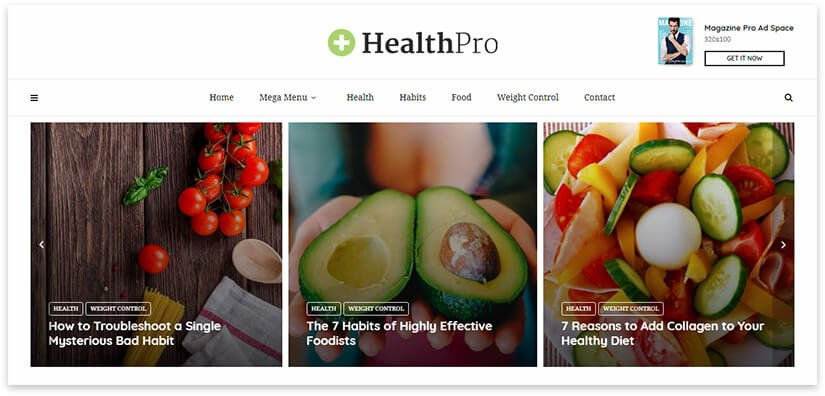 HealthPro
MAGAZINE
Magazine Pro Ad Space
320x100
GET IT NOW
Home Mega Menu Health Habits Food Weight Control Contact
HEALTH WEIGHT CONTROL
How to Troubleshoot a Single
Mysterious Bad Habit
HEALTH WEIGHT CONTROL
The 7 Habits of Highly Effective
Foodists
HEALTH WEIGHT CONTROL
7 Reasons to Add Collagen to Your
Healthy Diet